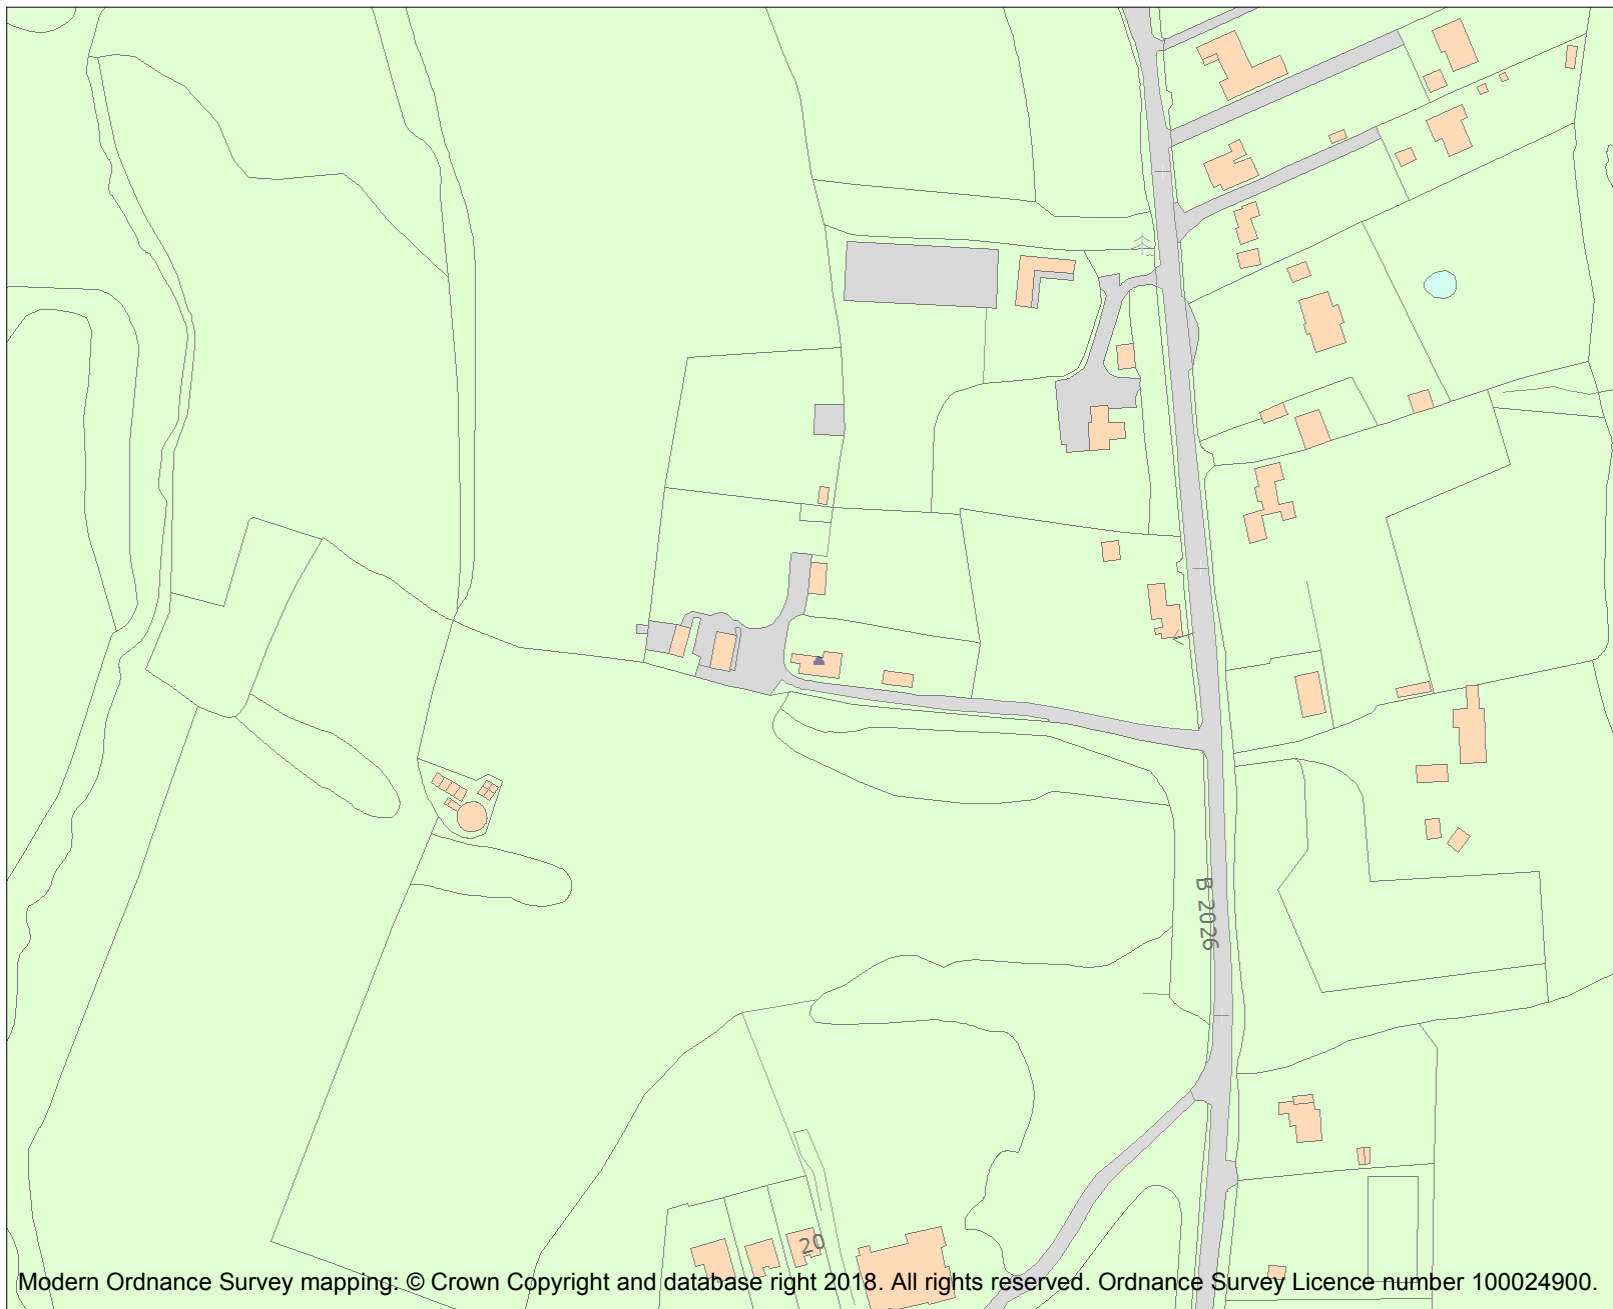 B 2026
20
Modern Ordnance Survey mapping: © Crown Copyright and database right 2018. All rights reserved. Ordnance Survey Licence number 100024900.